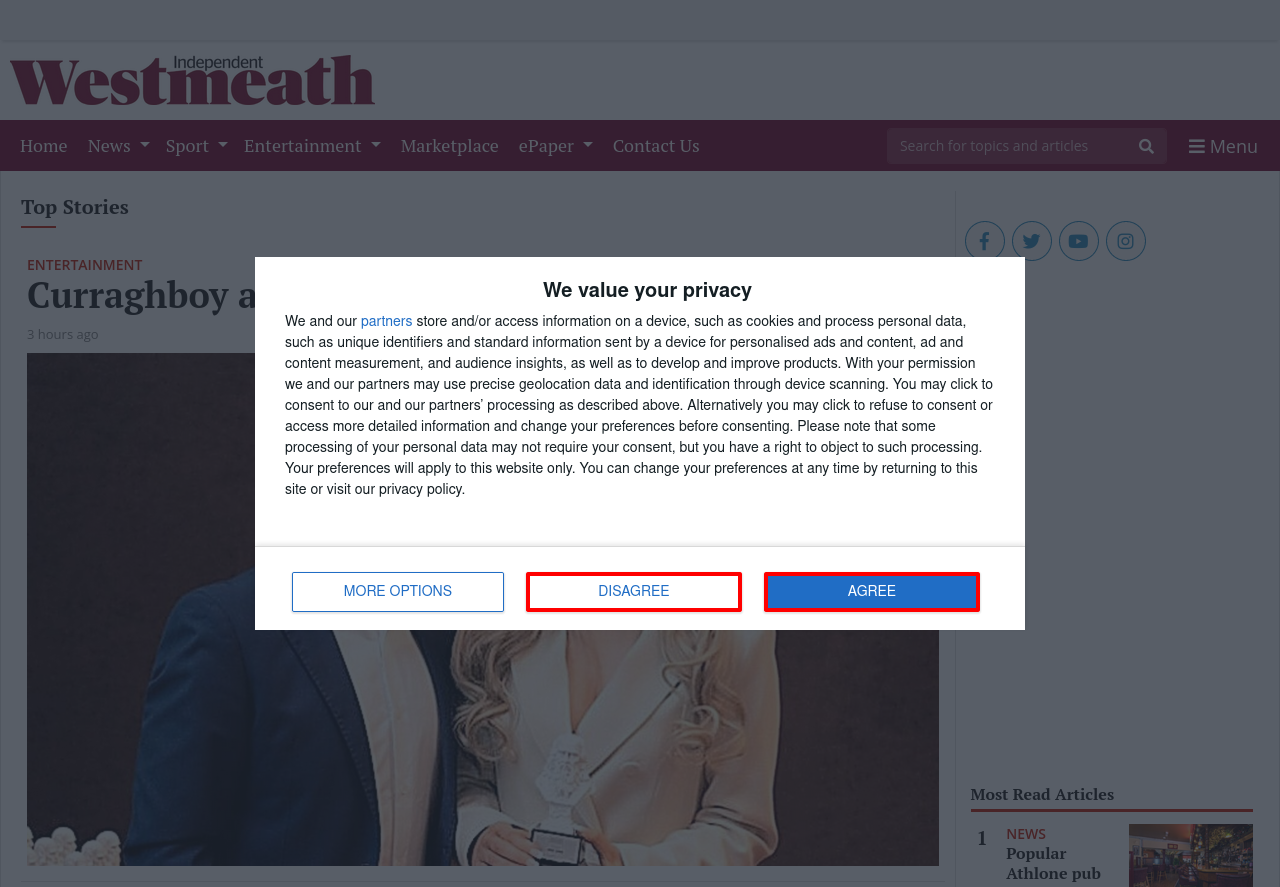 Independent
Westmeath
Home
News
Sport
Entertainment
Marketplace
ePaper
Contact Us
Search for topics and articles
Menu
Top Stories
ENTERTAINMENT
Curraghboy a
3 hours ago
We value your privacy
We and our partners store and/or access information on a device, such as cookies and process personal data,
such as unique identifiers and standard information sent by a device for personalised ads and content, ad and
content measurement, and audience insights, as well as to develop and improve products. With your permission
we and our partners may use precise geolocation data and identification through device scanning. You may click to
consent to our and our partners’ processing as described above. Alternatively you may click to refuse to consent or
access more detailed information and change your preferences before consenting. Please note that some
processing of your personal data may not require your consent, but you have a right to object to such processing.
Your preferences will apply to this website only. You can change your preferences at any time by returning to this
site or visit our privacy policy.
MORE OPTIONS
DISAGREE
AGREE
Most Read Articles
1
NEWS
Popular
Athlone pub